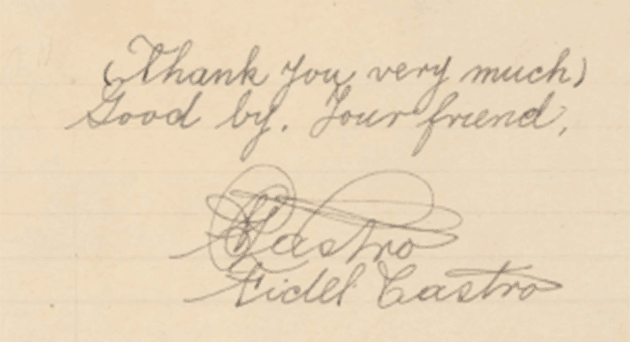 (Thank you very much)
Good by. Your friend,
Castro
Fidel Castro